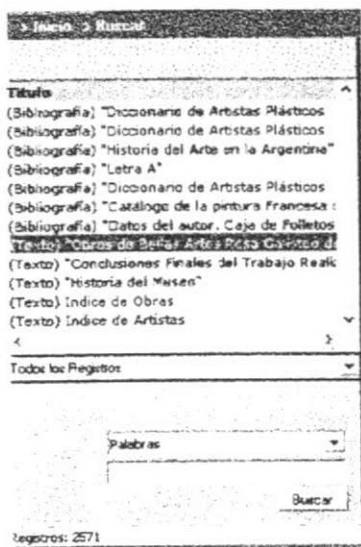 > Inicio > Buscar
Título
(Bibliografía) "Diccionario de Artistas Plásticos
(Bibliografía) "Diccionario de Artistas Plásticos
(Bibliografía) "Historia del Arte en la Argentina"
(Bibliografía) "Letra A"
(Bibliografía) "Diccionario de Artistas Plásticos
(Bibliografía) "Catálogo de la pintura Francesa
(Bibliografía) "Datos del autor. Caja de Folletos
(Texto) "Obras de Bellas Artes Rosa Galisteo
(Texto) "Conclusiones Finales del Trabajo Realiz
(Texto) "Historia del Museo"
(Texto) Indice de Obras
(Texto) Indice de Artistas
Todos los Registros
Palabras
Buscar
Registros: 2571